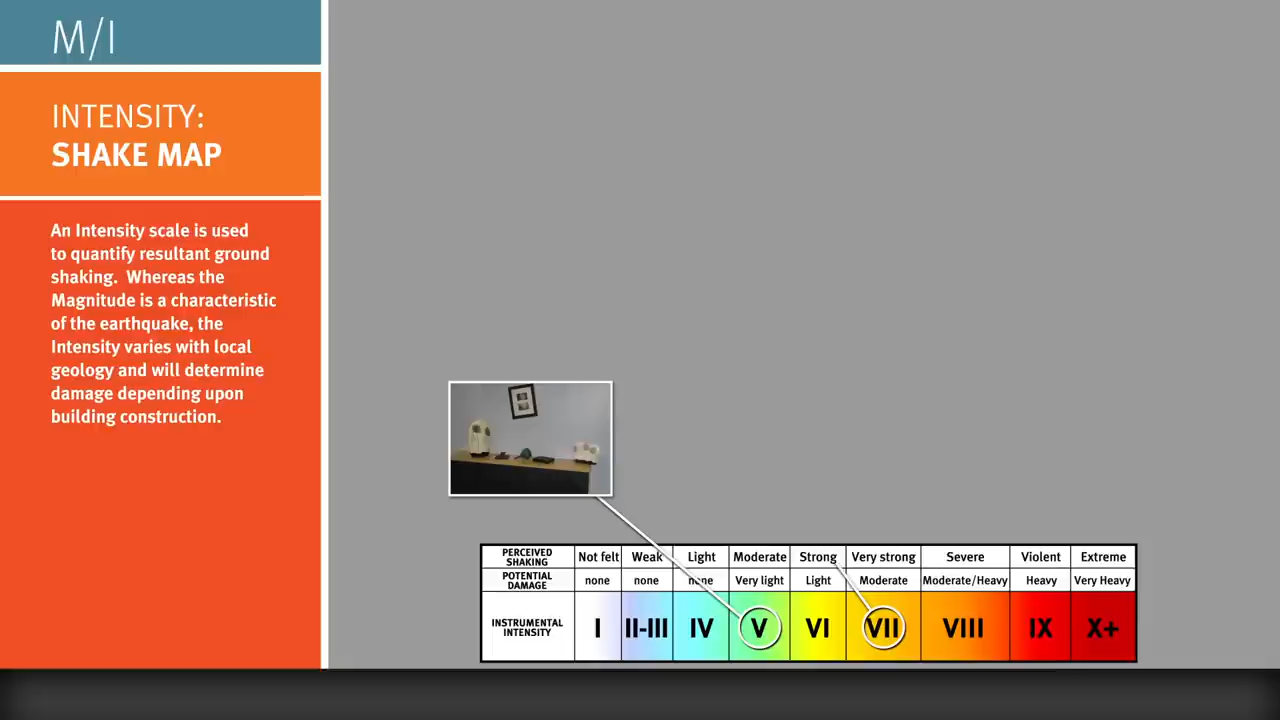 M/I
INTENSITY:
SHAKE MAP
An Intensity scale is used
to quantify resultant ground
shaking.  Whereas the
Magnitude is a characteristic
of the earthquake, the
Intensity varies with local
geology and will determine
damage depending upon
building construction.
PERCEIVED SHAKING Not felt Weak Light Moderate Strong Very strong Severe Violent Extreme
POTENTIAL DAMAGE none none none Very light Light Moderate Moderate/Heavy Heavy Very Heavy
INSTRUMENTAL INTENSITY I II-III IV V VI VII VIII IX X+